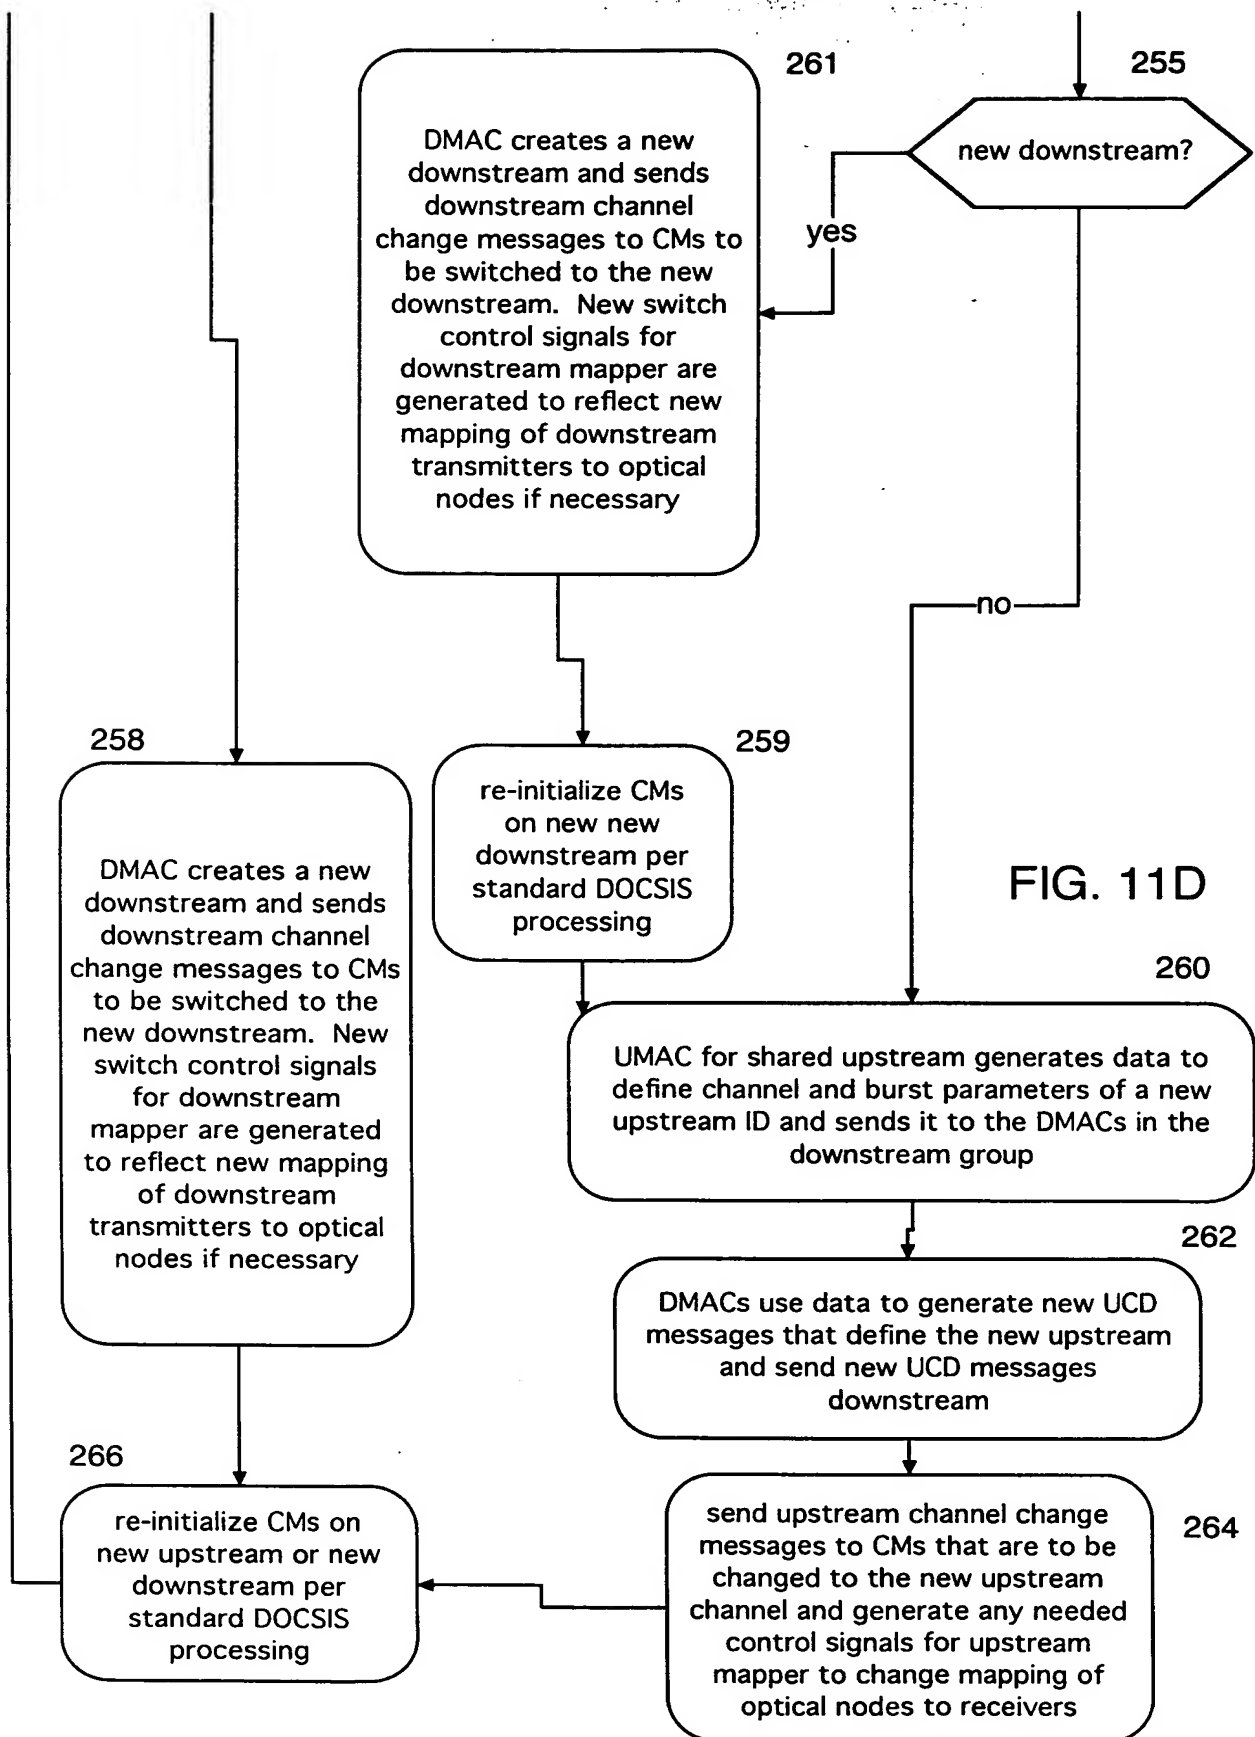 261
255
DMAC creates a new
downstream and sends
downstream channel
change messages to CMs to
be switched to the new
downstream. New switch
control signals for
downstream mapper are
generated to reflect new
mapping of downstream
transmitters to optical
nodes if necessary
new downstream?
yes
no
258
259
re-initialize CMs
on new new
downstream per
standard DOCSIS
processing
DMAC creates a new
downstream and sends
downstream channel
change messages to CMs
to be switched to the
new downstream. New
switch control signals
for downstream
mapper are generated
to reflect new mapping
of downstream
transmitters to optical
nodes if necessary
FIG. 11D
260
UMAC for shared upstream generates data to
define channel and burst parameters of a new
upstream ID and sends it to the DMACs in the
downstream group
262
DMACs use data to generate new UCD
messages that define the new upstream
and send new UCD messages
downstream
266
re-initialize CMs on
new upstream or new
downstream per
standard DOCSIS
processing
264
send upstream channel change
messages to CMs that are to be
changed to the new upstream
channel and generate any needed
control signals for upstream
mapper to change mapping of
optical nodes to receivers